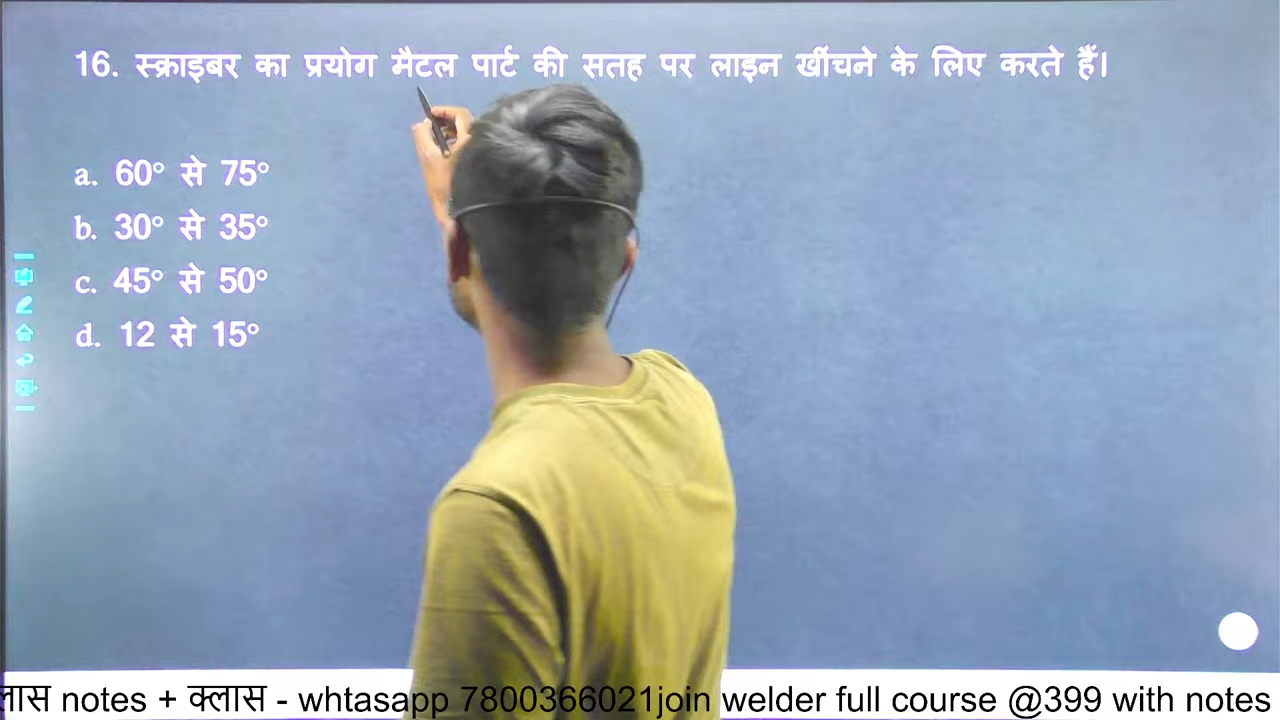 16. स्क्राइबर का प्रयोग मैटल पार्ट की सतह पर लाइन खींचने के लिए करते हैं।
a. 60° से 75°
b. 30° से 35°
c. 45° से 50°
d. 12 से 15°
लास notes + क्लास - whtasapp 7800366021join welder full course @399 with notes